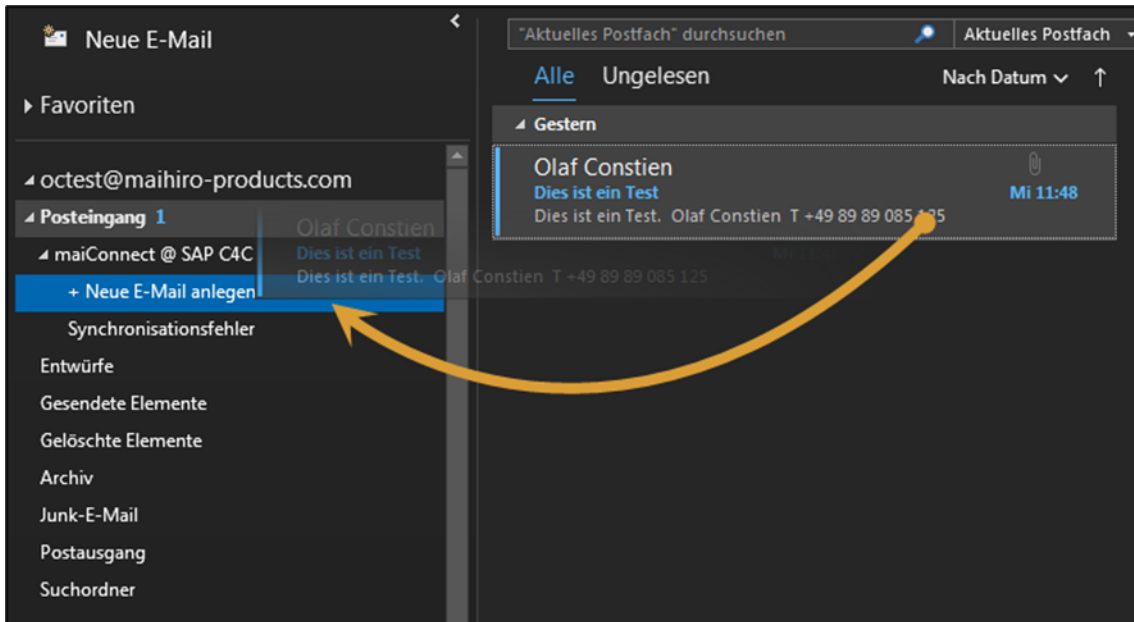 Neue E-Mail
Favoriten
octest@maihiro-products.com
Posteingang 1
maiConnect @ SAP C4C
+ Neue E-Mail anlegen
Synchronisationsfehler
Entwürfe
Gesendete Elemente
Gelöschte Elemente
Archiv
Junk-E-Mail
Postausgang
Suchordner
"Aktuelles Postfach" durchsuchen
Aktuelles Postfach
Alle Ungelesen
Nach Datum
Gestern
Olaf Constien
Dies ist ein Test
Mi 11:48
Dies ist ein Test. Olaf Constien T +49 89 89 085 125
Olaf Constien
Dies ist ein Test
Dies ist ein Test. Olaf Constien T +49 89 89 085 125